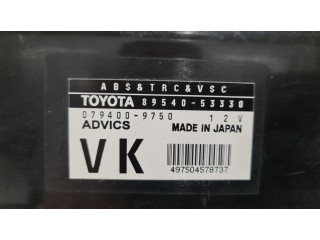 ABS&TRC&VSC
TOYOTA 89540-53330
079400-9750 12V
ADVICS MADE IN JAPAN
VK
497504578737